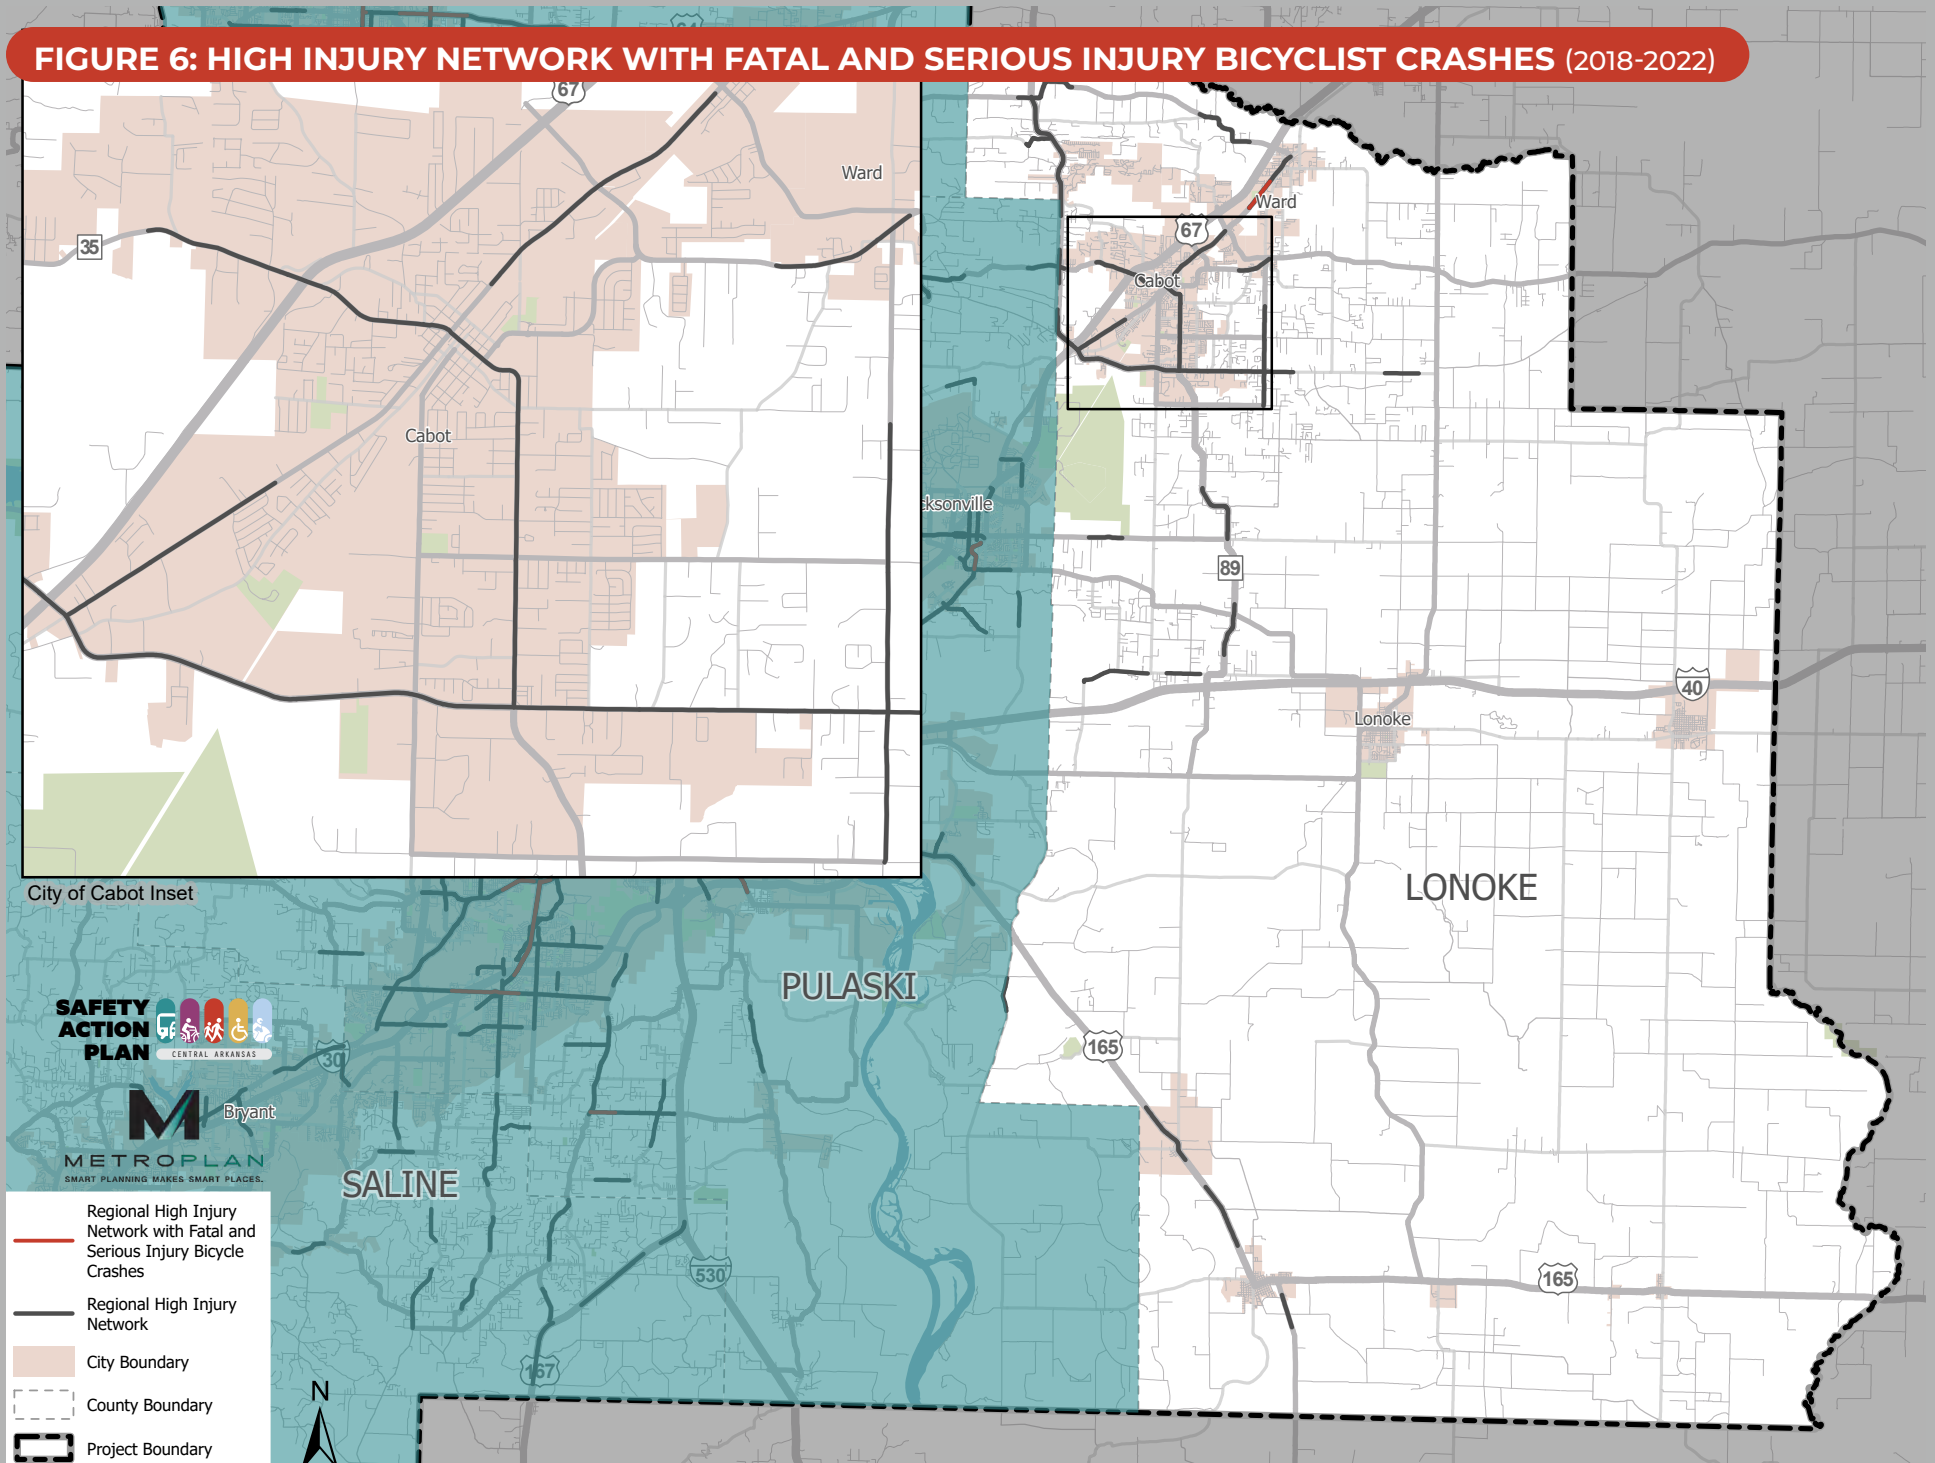 FIGURE 6: HIGH INJURY NETWORK WITH FATAL AND SERIOUS INJURY BICYCLIST CRASHES (2018-2022)
67
Ward
35
Cabot
City of Cabot Inset
Ward
67
Cabot
cksonville
89
40
Lonoke
LONOKE
PULASKI
165
SAFETY
ACTION
PLAN
CENTRAL ARKANSAS
30
Bryant
METROPLAN
SMART PLANNING MAKES SMART PLACES.
SALINE
530
165
167
Regional High Injury
Network with Fatal and
Serious Injury Bicycle
Crashes
Regional High Injury
Network
City Boundary
County Boundary
Project Boundary
N